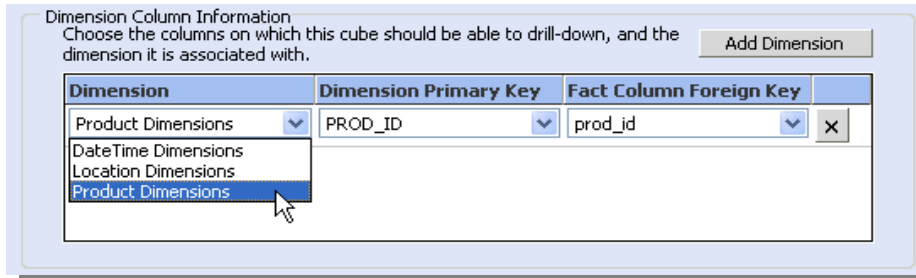 Dimension Column Information
Choose the columns on which this cube should be able to drill-down, and the
dimension it is associated with.
Add Dimension
Dimension Dimension Primary Key Fact Column Foreign Key
Product Dimensions PROD_ID prod_id
DateTime Dimensions
Location Dimensions
Product Dimensions